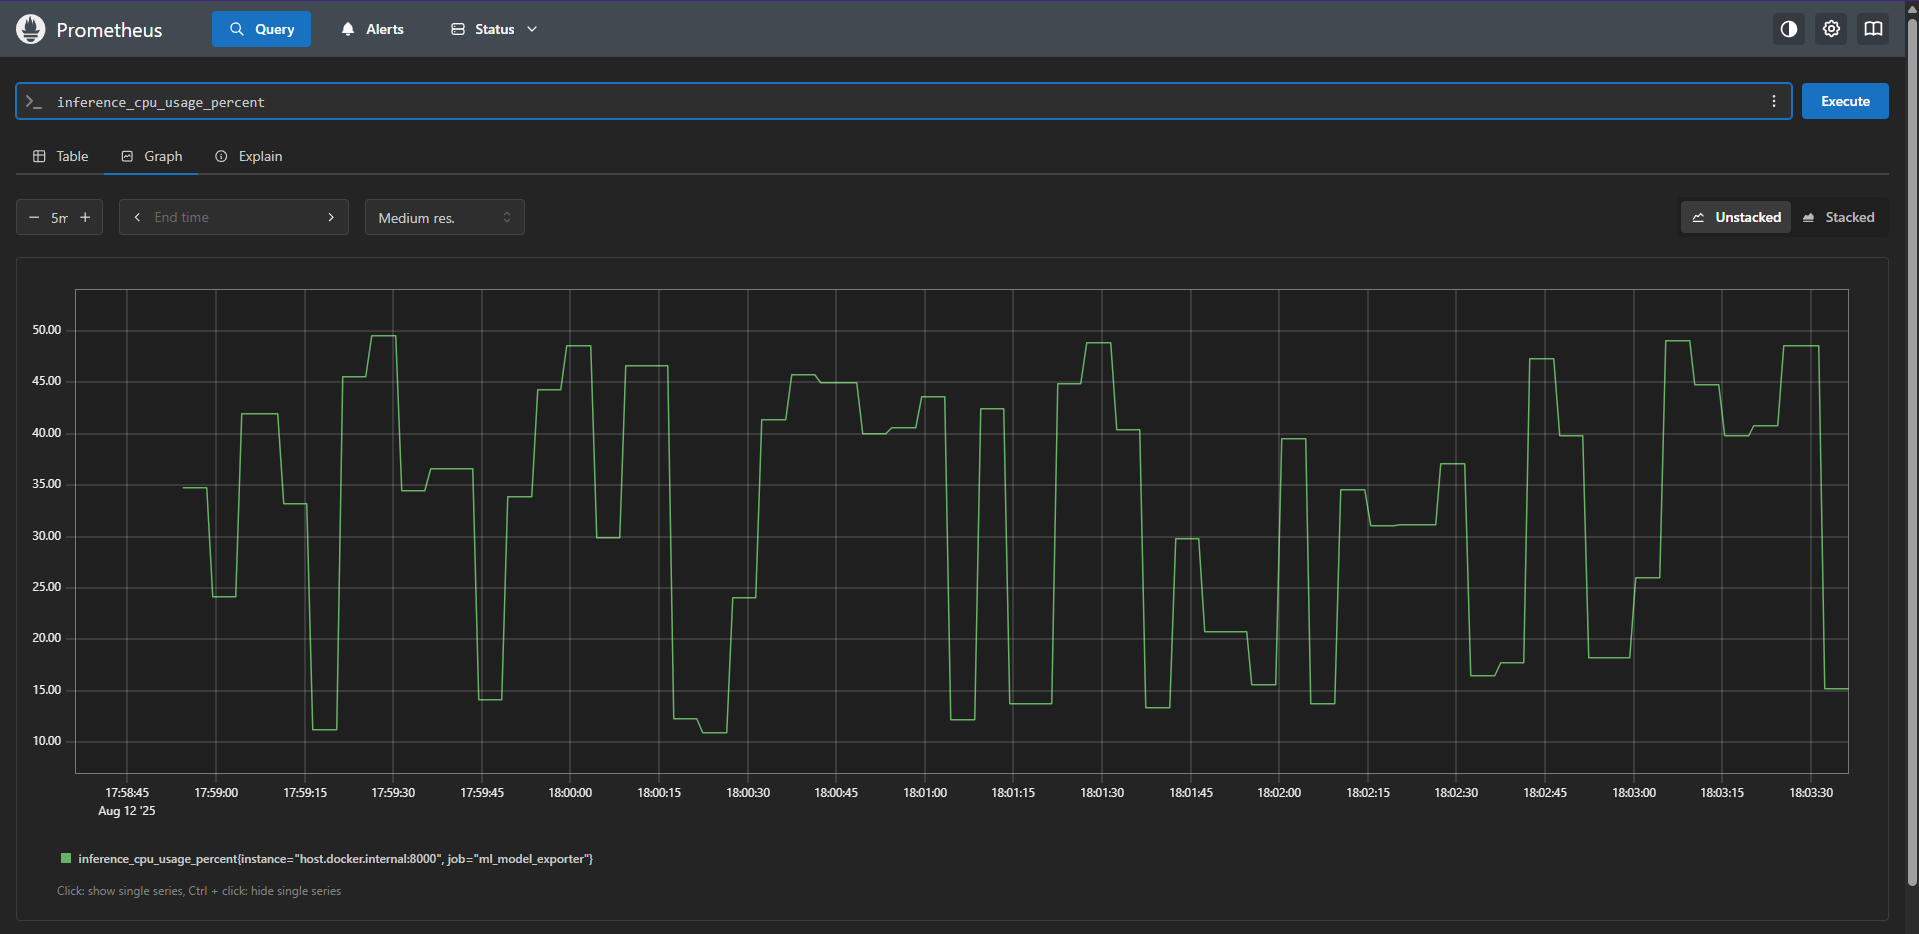 Prometheus Query Alerts Status
inference_cpu_usage_percent Execute
Table Graph Explain
5m End time Medium res. Unstacked Stacked
50.00
45.00
40.00
35.00
30.00
25.00
20.00
15.00
10.00
17:58:45 17:59:00 17:59:15 17:59:30 17:59:45 18:00:00 18:00:15 18:00:30 18:00:45 18:01:00 18:01:15 18:01:30 18:01:45 18:02:00 18:02:15 18:02:30 18:02:45 18:03:00 18:03:15 18:03:30
Aug 12 '25
inference_cpu_usage_percent{instance="host.docker.internal:8000", job="ml_model_exporter"}
Click: show single series, Ctrl + click: hide single series